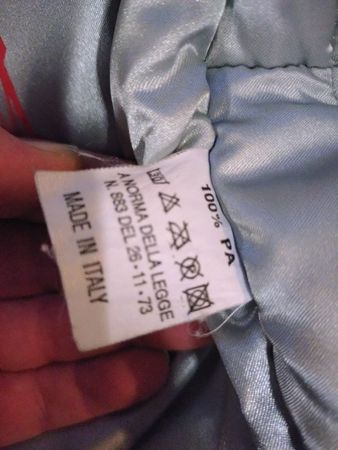 100% PA
A NORMA DELLA LEGGE
N. 883 DEL 26-11-73
MADE IN ITALY